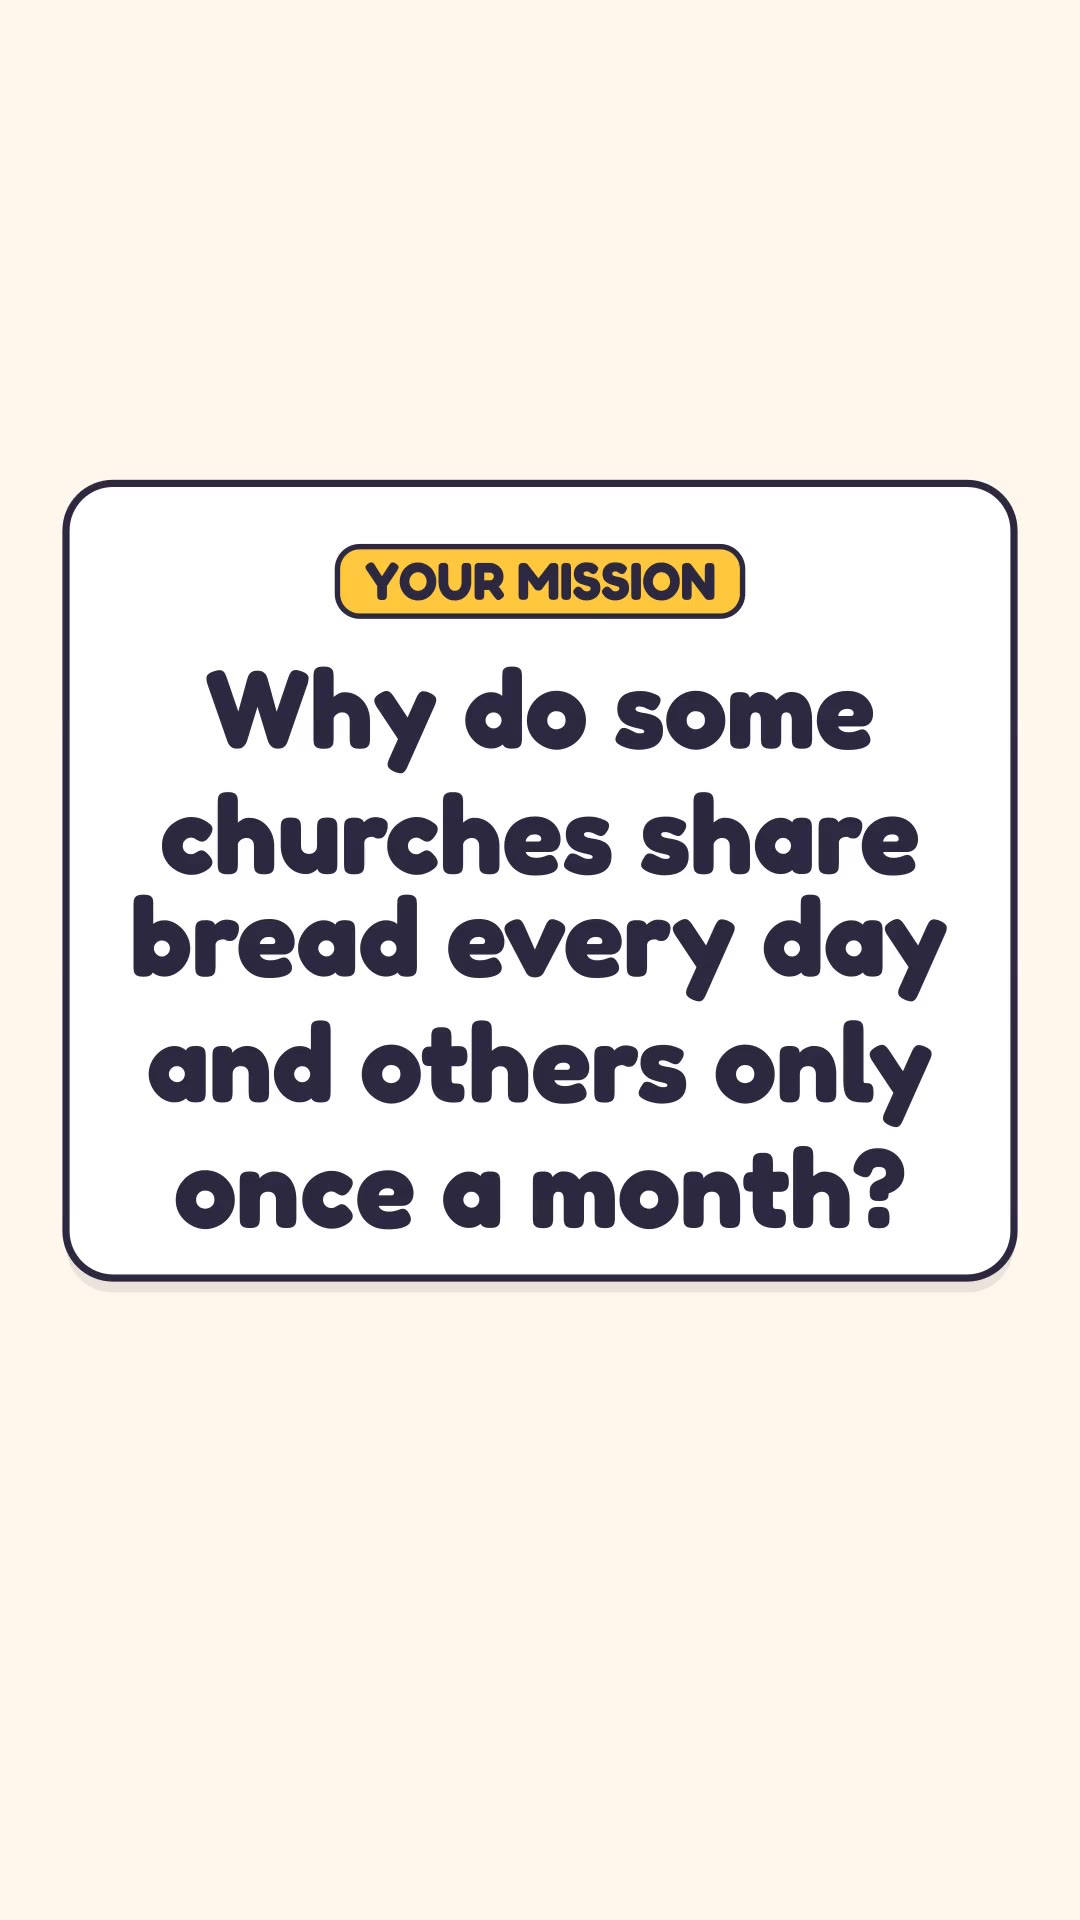 YOUR MISSION
Why do some
churches share
bread every day
and others only
once a month?